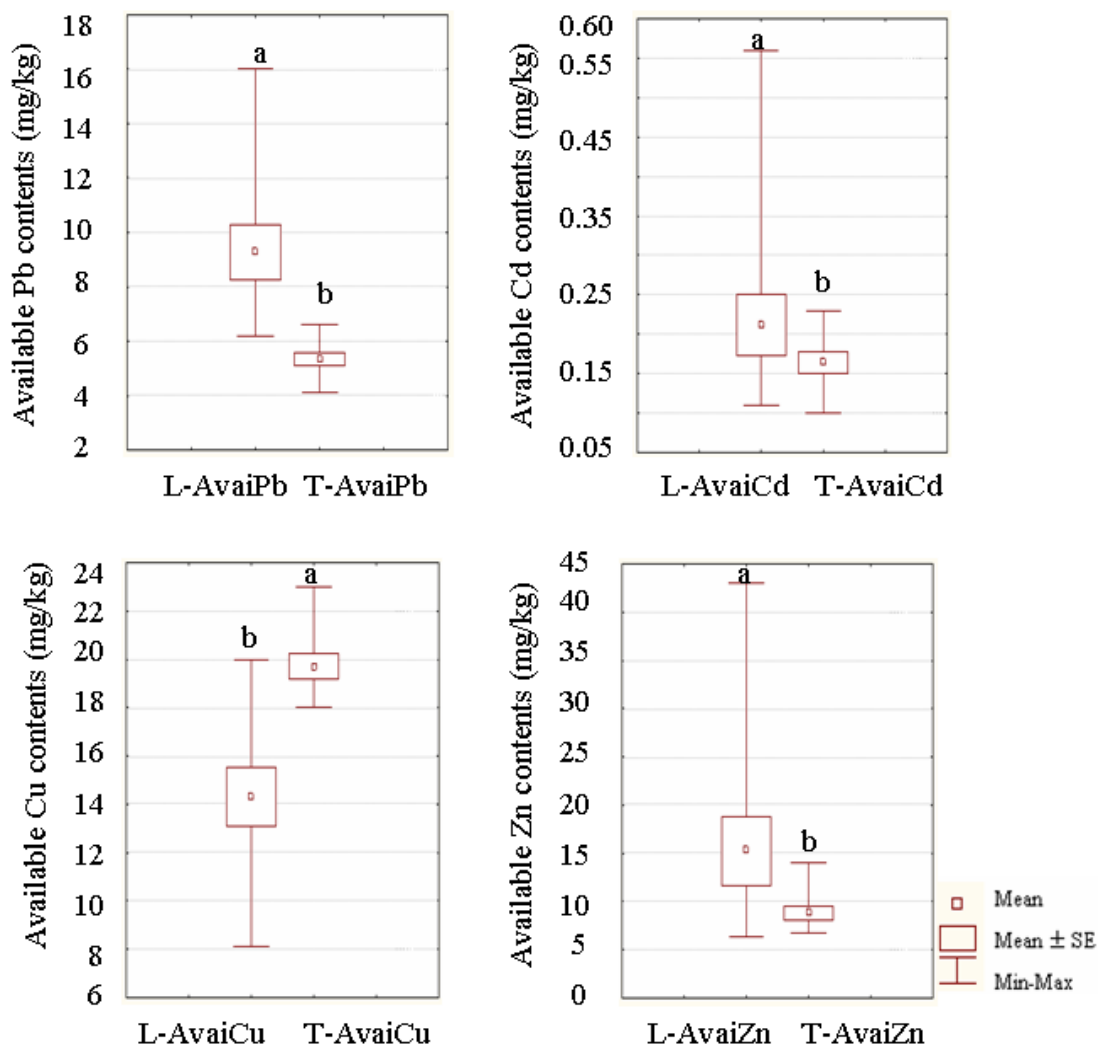 Available Pb contents (mg/kg)
18
16
14
12
10
8
6
4
2
a
b
L-AvaiPb T-AvaiPb
Available Cd contents (mg/kg)
0.60
0.55
0.45
0.35
0.25
0.15
0.05
a
b
L-AvaiCd T-AvaiCd
Available Cu contents (mg/kg)
24
22
20
18
16
14
12
10
8
6
b
a
L-AvaiCu T-AvaiCu
Available Zn contents (mg/kg)
45
40
35
30
25
20
15
10
5
0
a
b
L-AvaiZn T-AvaiZn
Mean
Mean ± SE
Min-Max